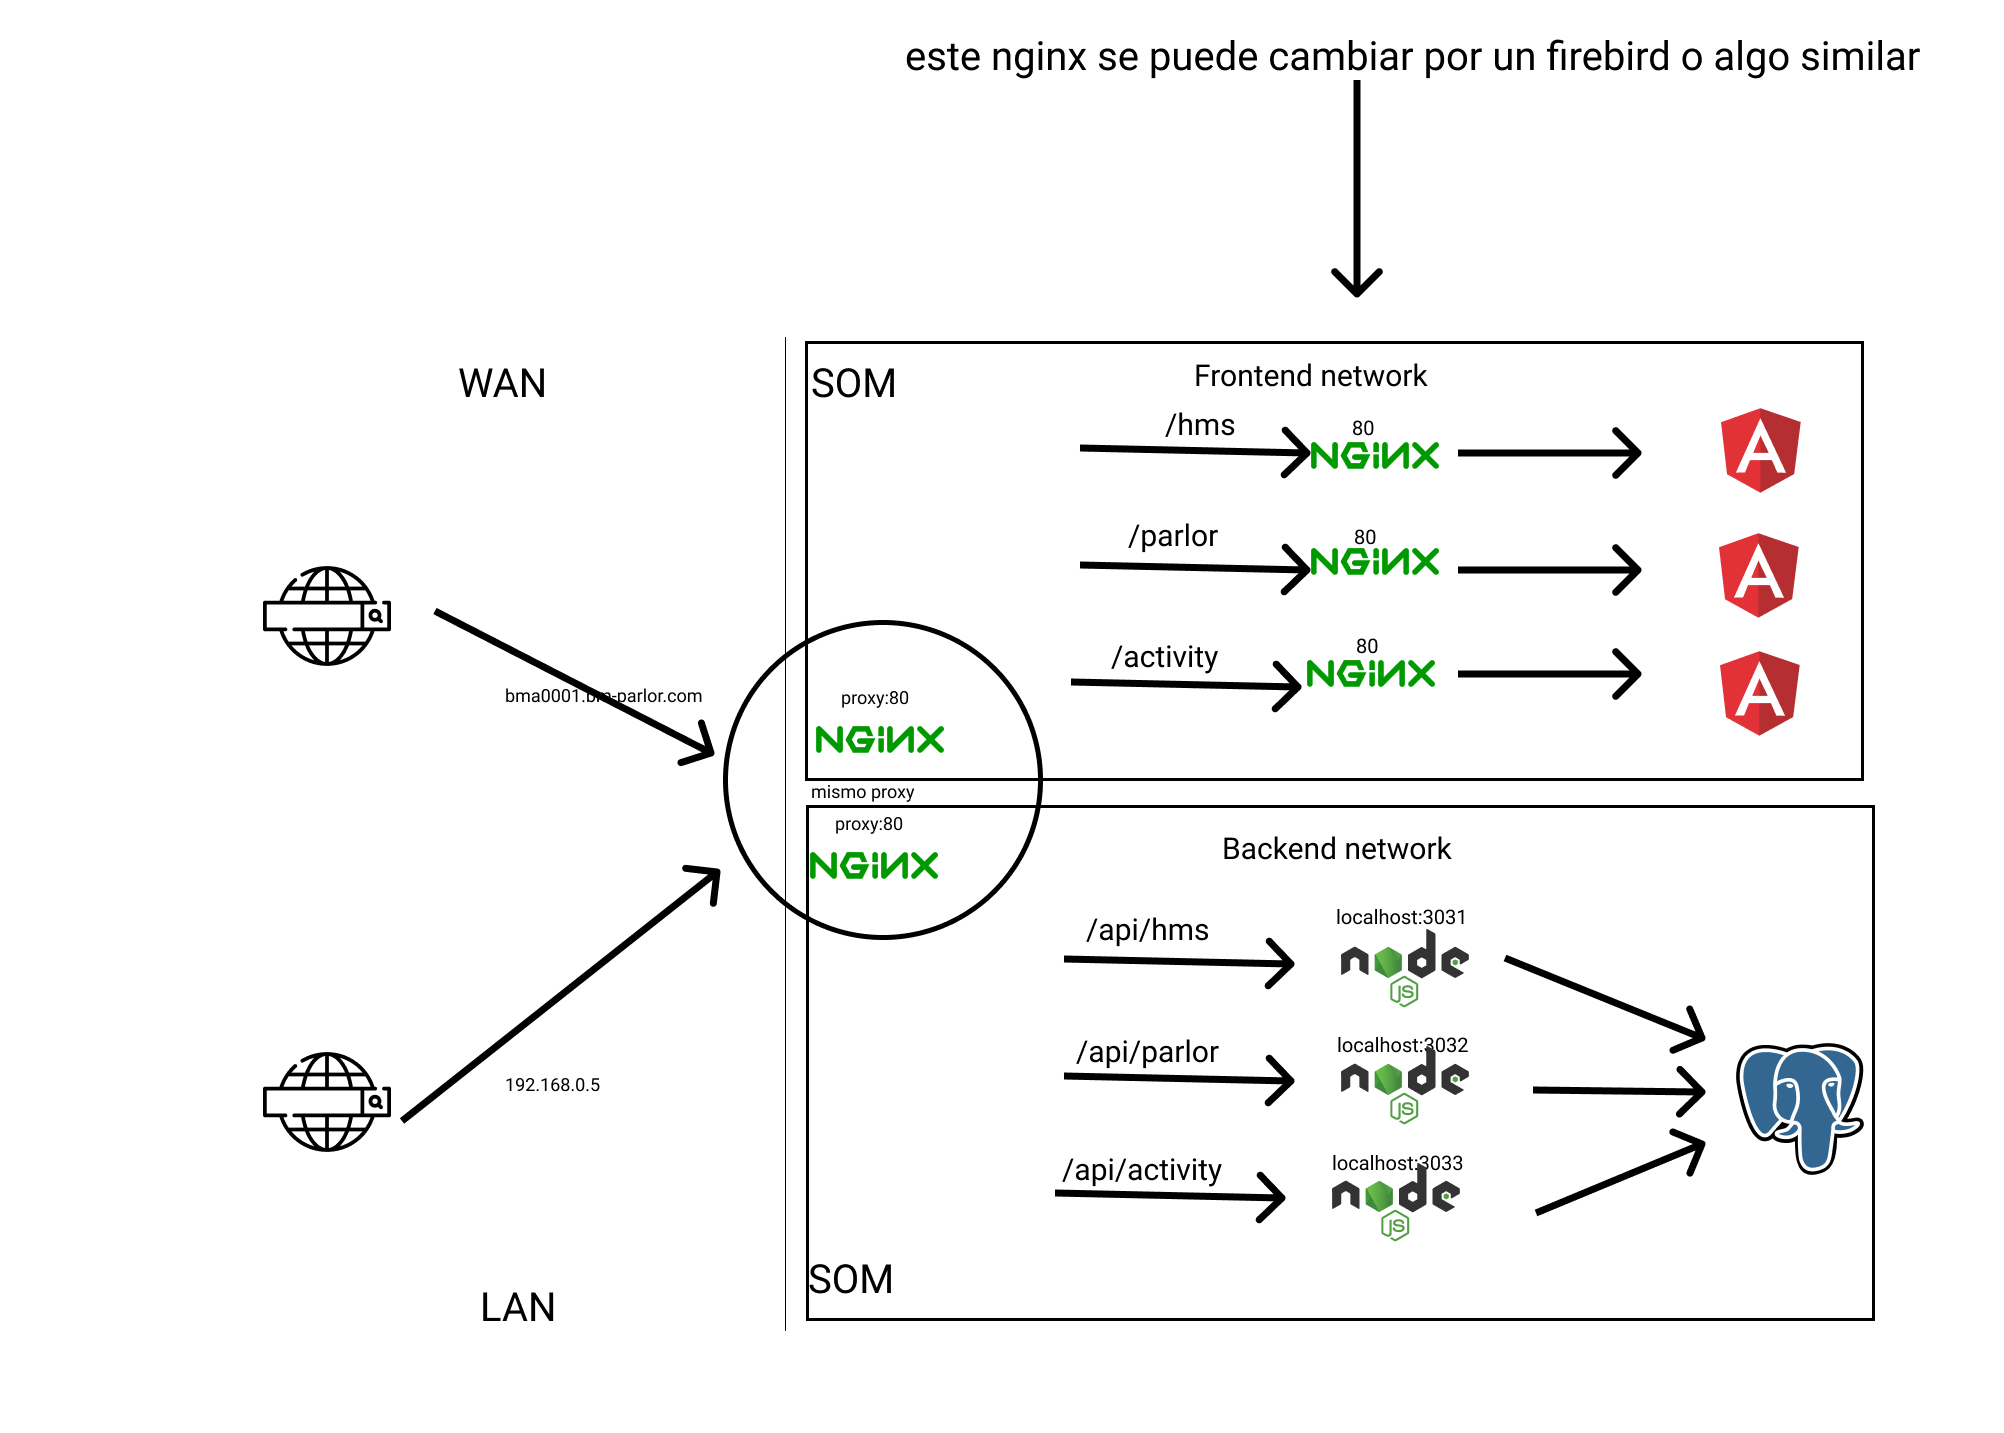 este nginx se puede cambiar por un firebird o algo similar
WAN
SOM
Frontend network
/hms
80
NGiNX
/parlor
80
NGiNX
/activity
80
NGiNX
bma0001.bm-parlor.com
proxy:80
NGiNX
mismo proxy
proxy:80
NGiNX
Backend network
/api/hms
localhost:3031
node
JS
/api/parlor
localhost:3032
node
JS
192.168.0.5
/api/activity
localhost:3033
node
JS
SOM
LAN